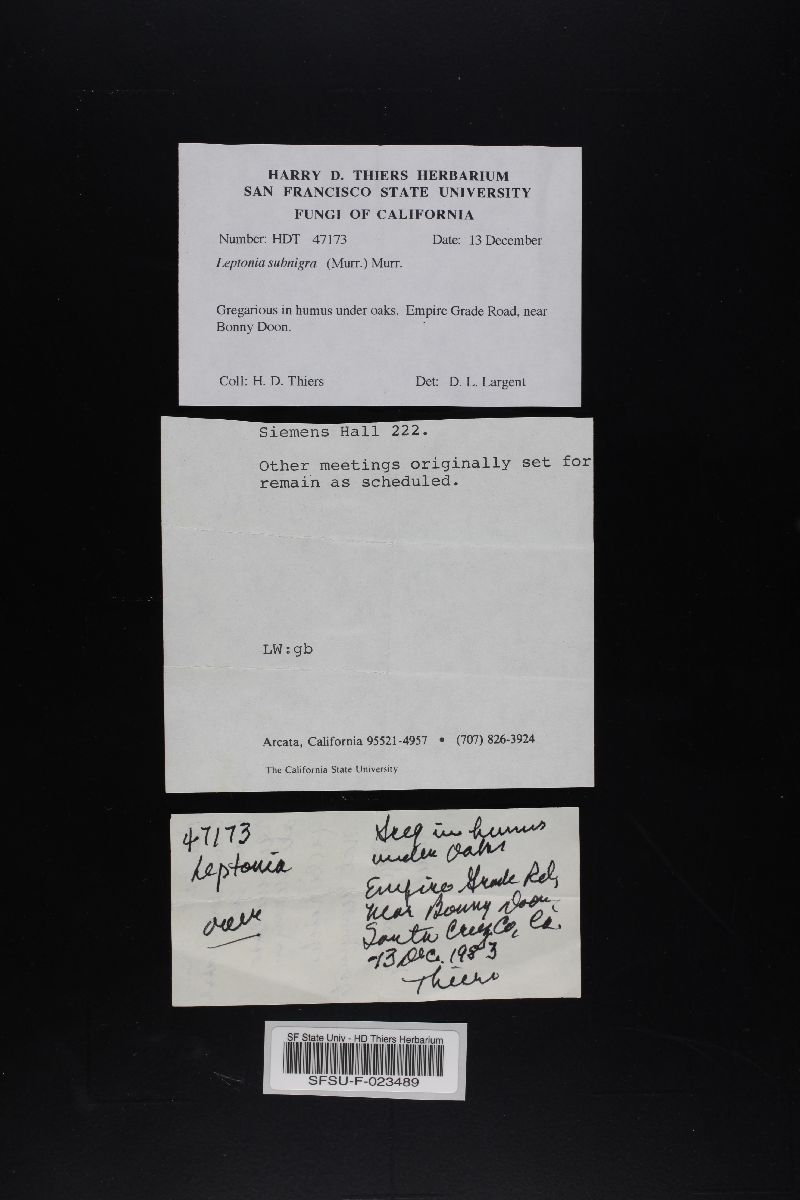 HARRY D. THIERS HERBARIUM
SAN FRANCISCO STATE UNIVERSITY
FUNGI OF CALIFORNIA
Number: HDT 47173 Date: 13 December
Leptonia subnigra (Murr.) Murr.
Gregarious in humus under oaks. Empire Grade Road, near
Bonny Doon.
Coll: H. D. Thiers Det: D. L. Largent
Siemens Hall 222.
Other meetings originally set for
remain as scheduled.
LW:gb
Arcata, California 95521-4957 • (707) 826-3924
The California State University
47173
Leptonia
over
Greg in humus
under Oaks
Empire Grade Rd,
near Bonny Doon,
Santa Cruz Co, Ca.
13 Dec. 1983
Thiers
SF State Univ - HD Thiers Herbarium
SFSU-F-023489